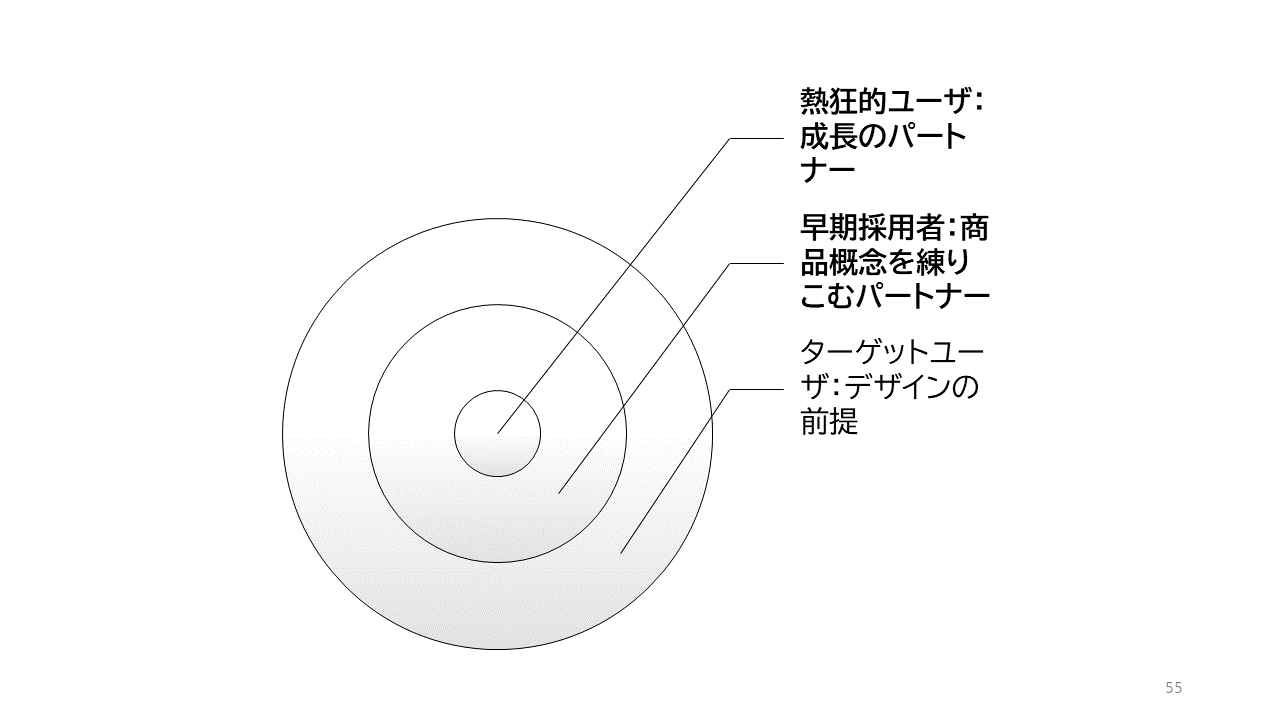 熱狂的ユーザ：
成長のパート
ナー
早期採用者：商
品概念を練り
こむパートナー
ターゲットユー
ザ：デザインの
前提
55